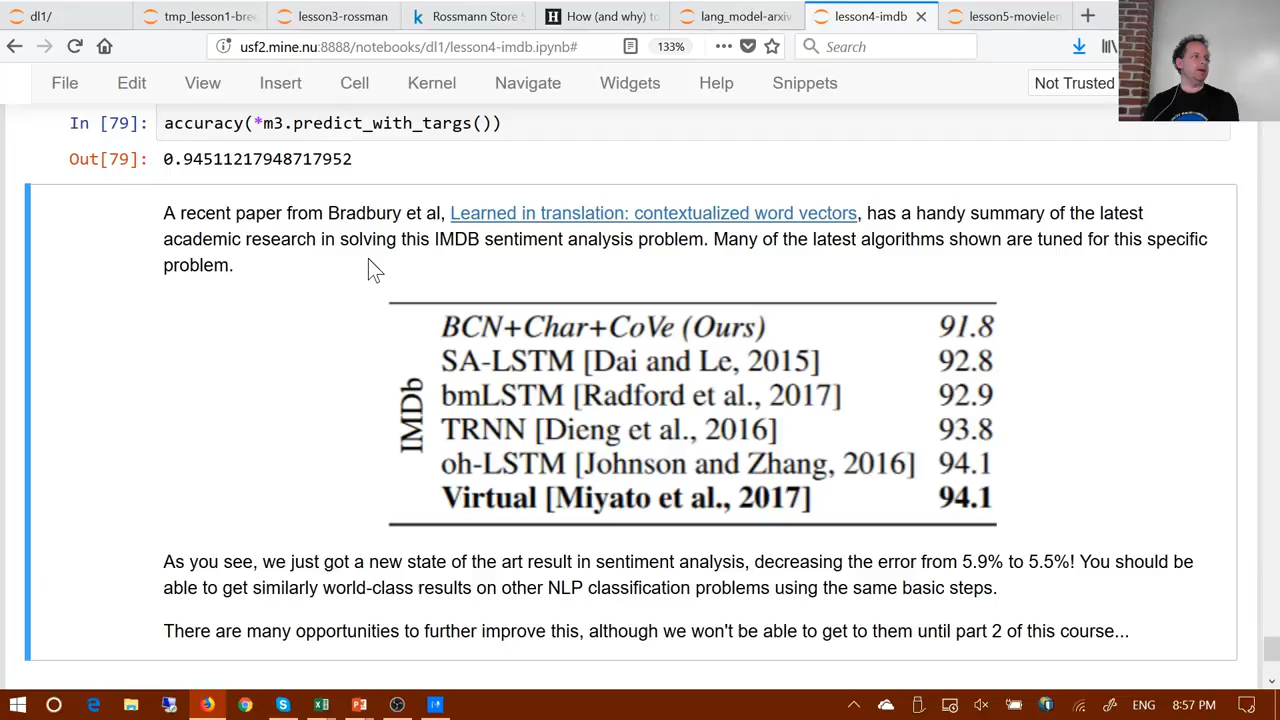 dl1/
tmp_lesson1-bree
lesson3-rossman
Rossmann Store S
How (and why) to
lang_model-arxiv
lesson4-imdb
lesson5-movielen
usf2.mine.nu:8888/notebooks/dl1/lesson4-imdb.ipynb#
133%
Search
File Edit View Insert Cell Kernel Navigate Widgets Help Snippets
Not Trusted
In [79]: accuracy(*m3.predict_with_targs())
Out[79]: 0.94511217948717952
A recent paper from Bradbury et al, Learned in translation: contextualized word vectors, has a handy summary of the latest
academic research in solving this IMDB sentiment analysis problem. Many of the latest algorithms shown are tuned for this specific
problem.
IMDb
BCN+Char+CoVe (Ours) 91.8
SA-LSTM [Dai and Le, 2015] 92.8
bmLSTM [Radford et al., 2017] 92.9
TRNN [Dieng et al., 2016] 93.8
oh-LSTM [Johnson and Zhang, 2016] 94.1
Virtual [Miyato et al., 2017] 94.1
As you see, we just got a new state of the art result in sentiment analysis, decreasing the error from 5.9% to 5.5%! You should be
able to get similarly world-class results on other NLP classification problems using the same basic steps.
There are many opportunities to further improve this, although we won't be able to get to them until part 2 of this course...
ENG 8:57 PM